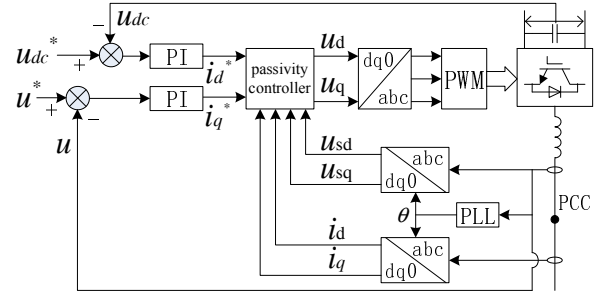 − u_dc
u_dc* + PI i_d* passivity controller u_d u_q dq0 abc PWM
u* + − PI i_q*
u
u_sd
u_sq
abc dq0
θ PLL PCC
i_d
i_q
abc dq0